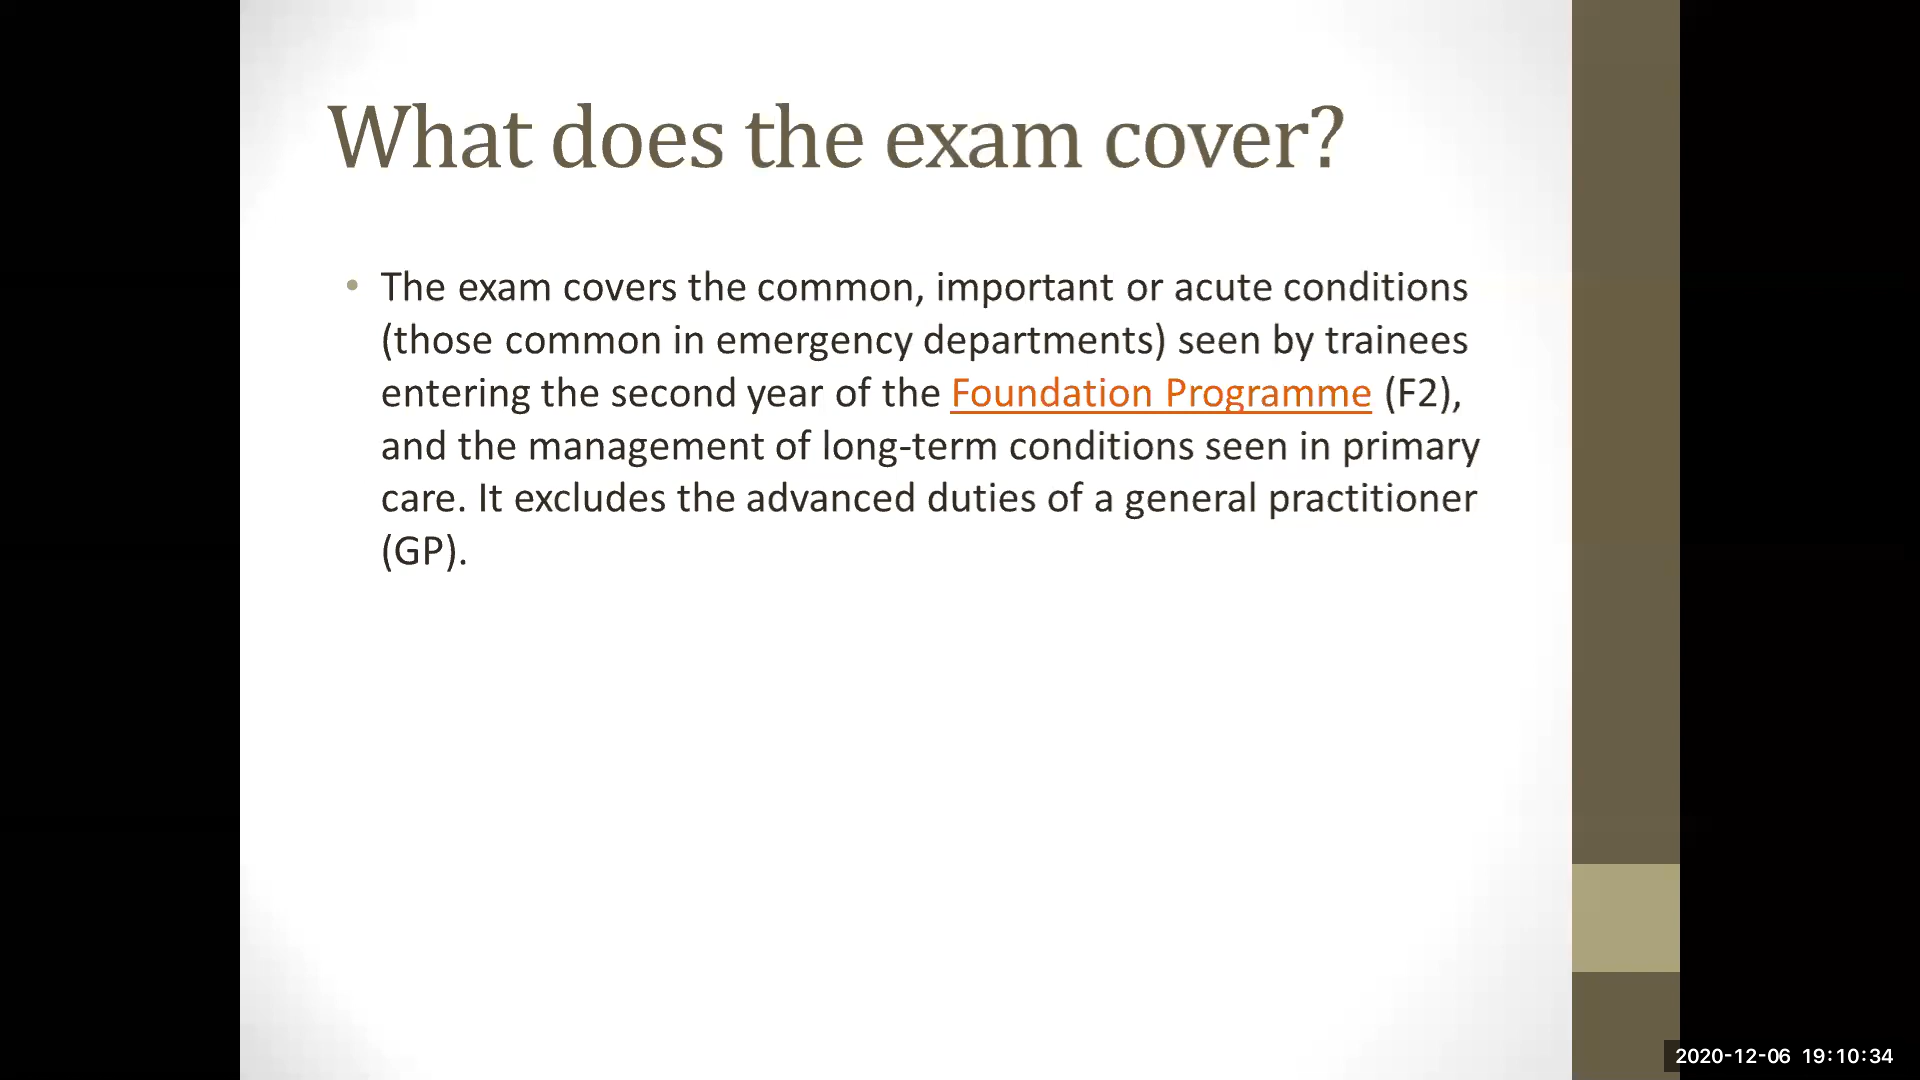 What does the exam cover?
• The exam covers the common, important or acute conditions
(those common in emergency departments) seen by trainees
entering the second year of the Foundation Programme (F2),
and the management of long-term conditions seen in primary
care. It excludes the advanced duties of a general practitioner
(GP).
2020-12-06 19:10:34